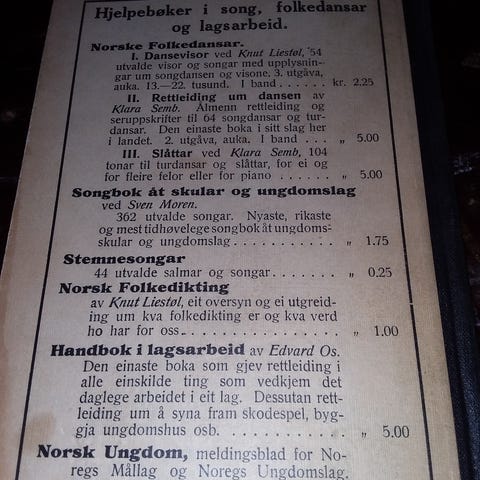 Hjelpebøker i song, folkedansar
og lagsarbeid.
Norske Folkedansar.
I. Dansevisor ved Knut Liestøl, 54
utvalde visor og songar med upplysnin-
gar um songdansen og visone. 3. utgåva,
auka. 13.—22. tusund. I band . . . . . . kr. 2.25
II. Rettleiding um dansen av
Klara Semb. Ålmenn rettleiding og
seruppskrifter til 64 songdansar og tur-
dansar. Den einaste boka i sitt slag her
i landet. 2. utgåva, auka. I band . . . „ 5.00
III. Slåttar ved Klara Semb, 104
tonar til turdansar og slåttar, for ei og
for fleire felor eller for piano . . . . . „ 5.00
Songbok åt skular og ungdomslag
ved Sven Moren.
362 utvalde songar. Nyaste, rikaste
og mest tidhøvelege songbok åt ungdoms-
skular og ungdomslag . . . . . . . . . . . „ 1.75
Stemnesongar
44 utvalde salmar og songar. . . . . . . . „ 0.25
Norsk Folkedikting
av Knut Liestøl, eit oversyn og ei utgreid-
ing um kva folkedikting er og kva verd
ho har for oss. . . . . . . . . . . . . . . . „ 1.00
Handbok i lagsarbeid av Edvard Os.
Den einaste boka som gjev rettleiding i
alle einskilde ting som vedkjem det
daglege arbeidet i eit lag. Dessutan rett-
leiding um å syna fram skodespel, byg-
gja ungdomshus osb. . . . . . . . . . . . „ 5.00
Norsk Ungdom, meldingsblad for No-
regs Mållag og Noregs Ungdomslag.